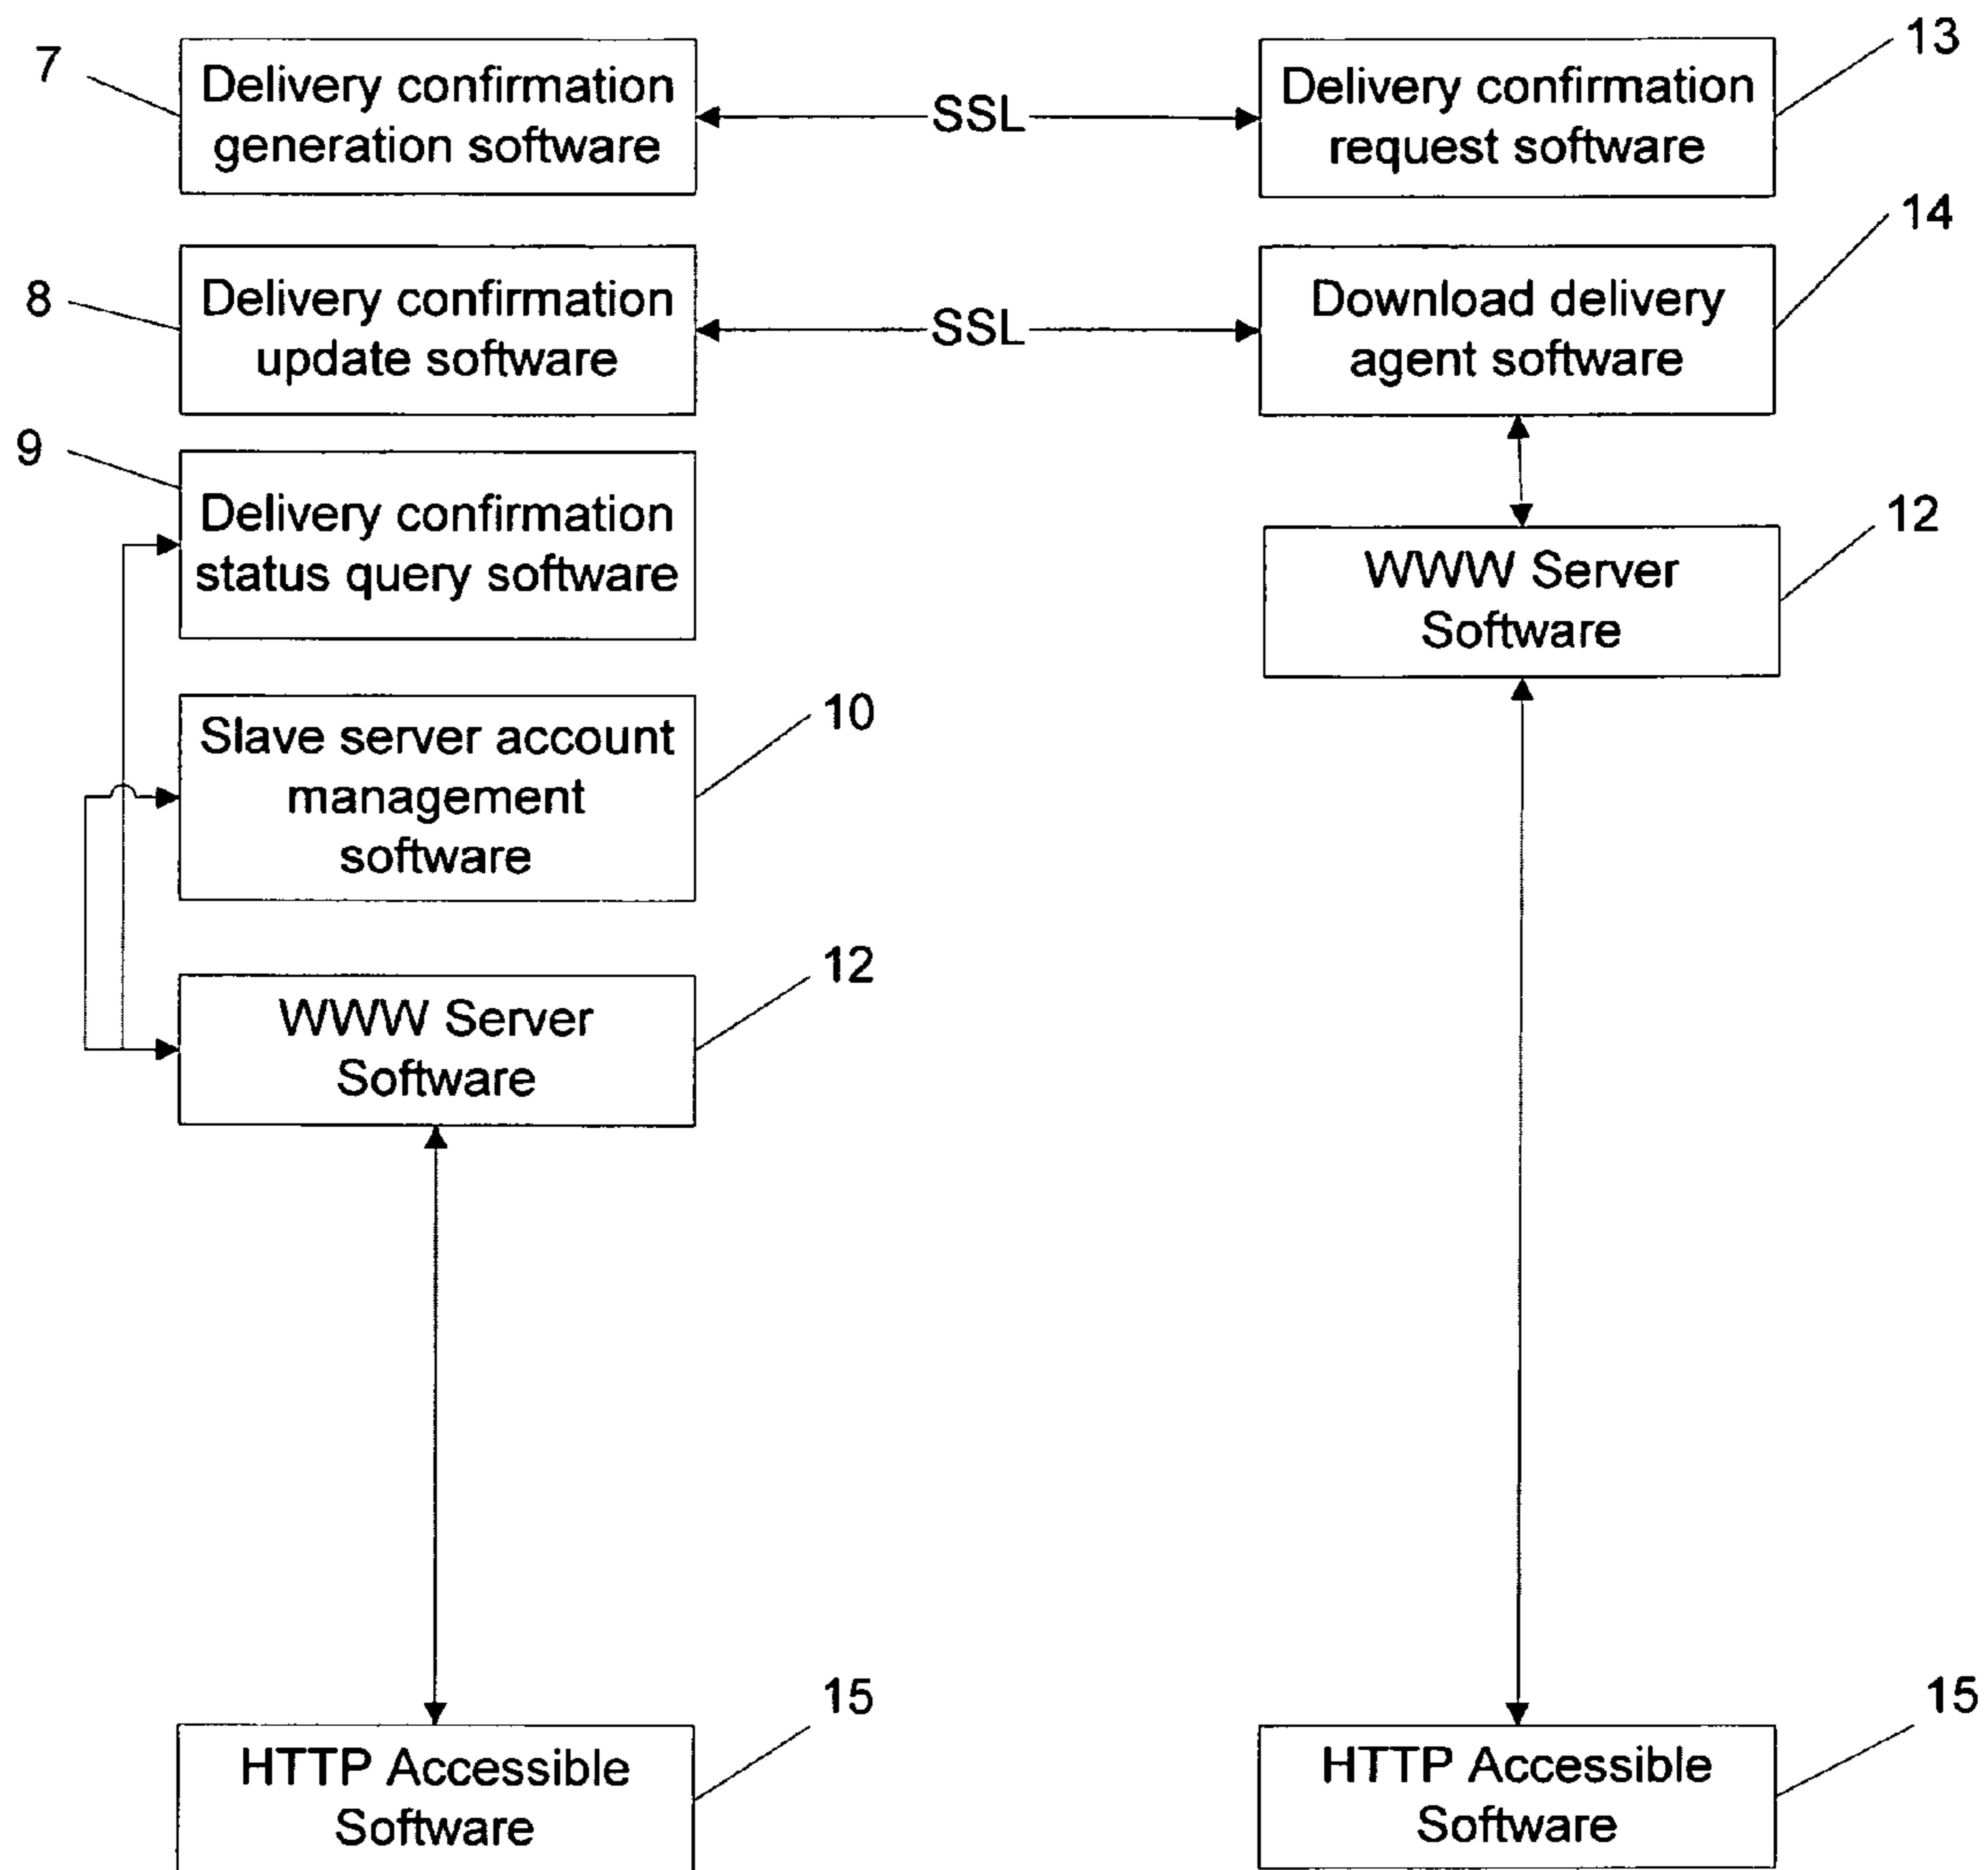 7
Delivery confirmation
generation software
SSL
Delivery confirmation
request software
13
8
Delivery confirmation
update software
SSL
Download delivery
agent software
14
9
Delivery confirmation
status query software
WWW Server
Software
12
Slave server account
management
software
10
WWW Server
Software
12
HTTP Accessible
Software
15
HTTP Accessible
Software
15